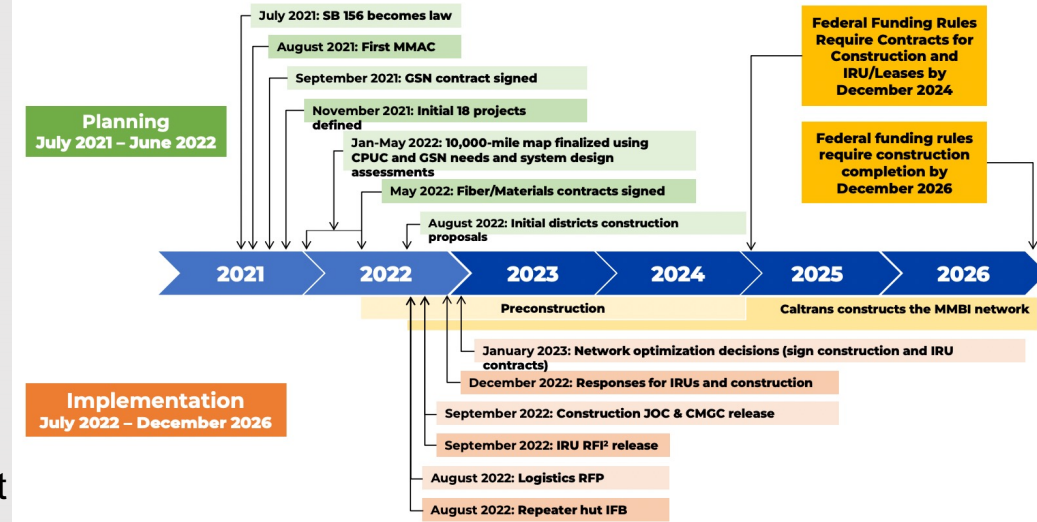 July 2021: SB 156 becomes law
August 2021: First MMAC
September 2021: GSN contract signed
November 2021: Initial 18 projects
defined
Jan-May 2022: 10,000-mile map finalized using
CPUC and GSN needs and system design
assessments
May 2022: Fiber/Materials contracts signed
August 2022: Initial districts construction
proposals
Planning
July 2021 – June 2022
Federal Funding Rules
Require Contracts for
Construction and
IRU/Leases by
December 2024
Federal funding rules
require construction
completion by
December 2026
2021
2022
2023
2024
2025
2026
Preconstruction
Caltrans constructs the MMBI network
January 2023: Network optimization decisions (sign construction and IRU
contracts)
December 2022: Responses for IRUs and construction
September 2022: Construction JOC & CMGC release
September 2022: IRU RFI² release
August 2022: Logistics RFP
August 2022: Repeater hut IFB
Implementation
July 2022 – December 2026
t